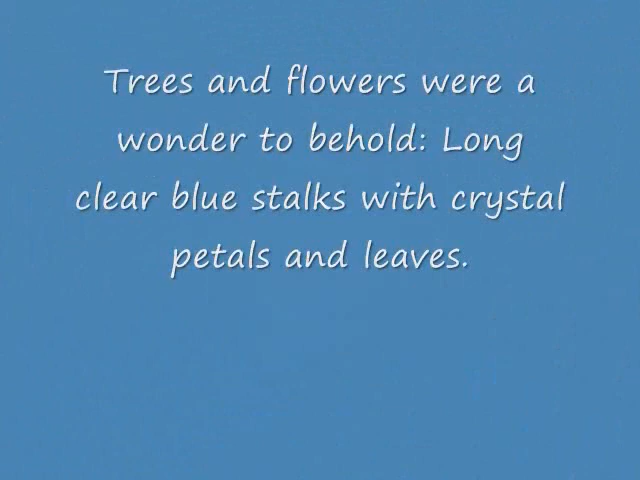 Trees and flowers were a
wonder to behold: Long
clear blue stalks with crystal
petals and leaves.